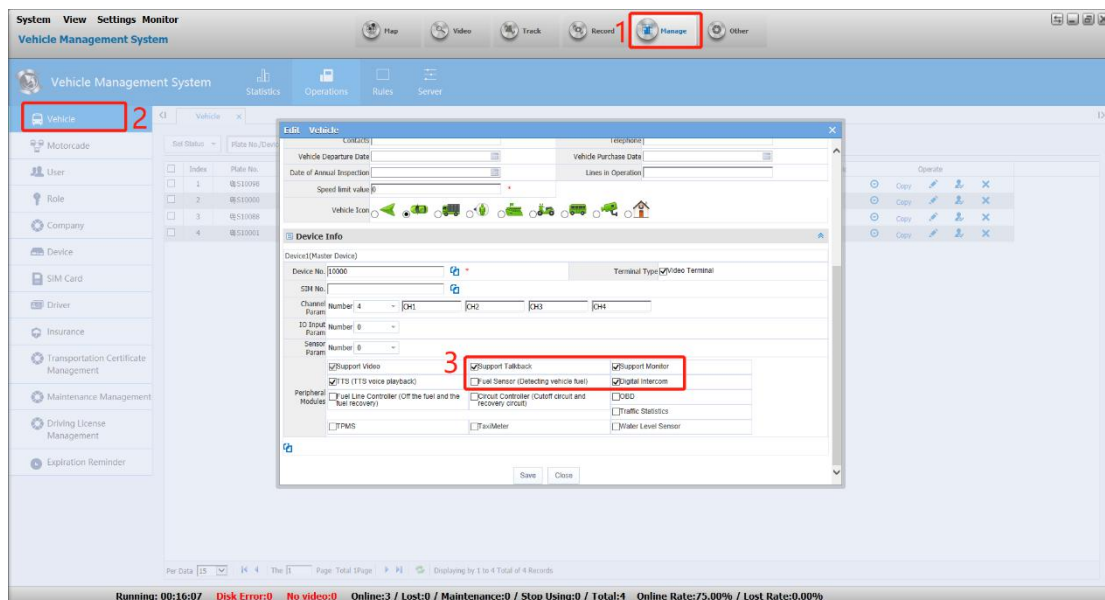 System View Settings Monitor
Vehicle Management System
Map Video Track Record 1 Manage Other
Vehicle Management System
Statistics Operations Rules Server
Vehicle 2
Motorcade
User
Role
Company
Device
SIM Card
Driver
Insurance
Transportation Certificate
Management
Maintenance Management
Driving License
Management
Expiration Reminder
Vehicle ×
Set Status Plate No./Devic
Index Plate No. Operate
1 Copy
2 Copy
3 Copy
4 Copy
Edit Vehicle
Contacts Telephone
Vehicle Departure Date Vehicle Purchase Date
Date of Annual Inspection Lines in Operation
Speed limit value 0 *
Vehicle Icon
Device Info
Device1(Master Device)
Device No. 10000 * Terminal Type Video Terminal
SIM No.
Channel Param Number 4 CH1 CH2 CH3 CH4
IO Input Param Number 0
Sensor Param Number 0
3
Support Video Support Talkback Support Monitor
TTS (TTS voice playback) Fuel Sensor (Detecting vehicle fuel) Digital Intercom
Peripheral Modules Fuel Line Controller (Off the fuel and the fuel recovery) Circuit Controller (Cutoff circuit and recovery circuit) OBD
Traffic Statistics
TPMS TaxiMeter Water Level Sensor
Save Close
Per Data 15 The 1 Page Total 1Page Displaying by 1 to 4 Total of 4 Records
Running: 00:16:07 Disk Error:0 No video:0 Online:3 / Lost:0 / Maintenance:0 / Stop Using:0 / Total:4 Online Rate:75.00% / Lost Rate:0.00%